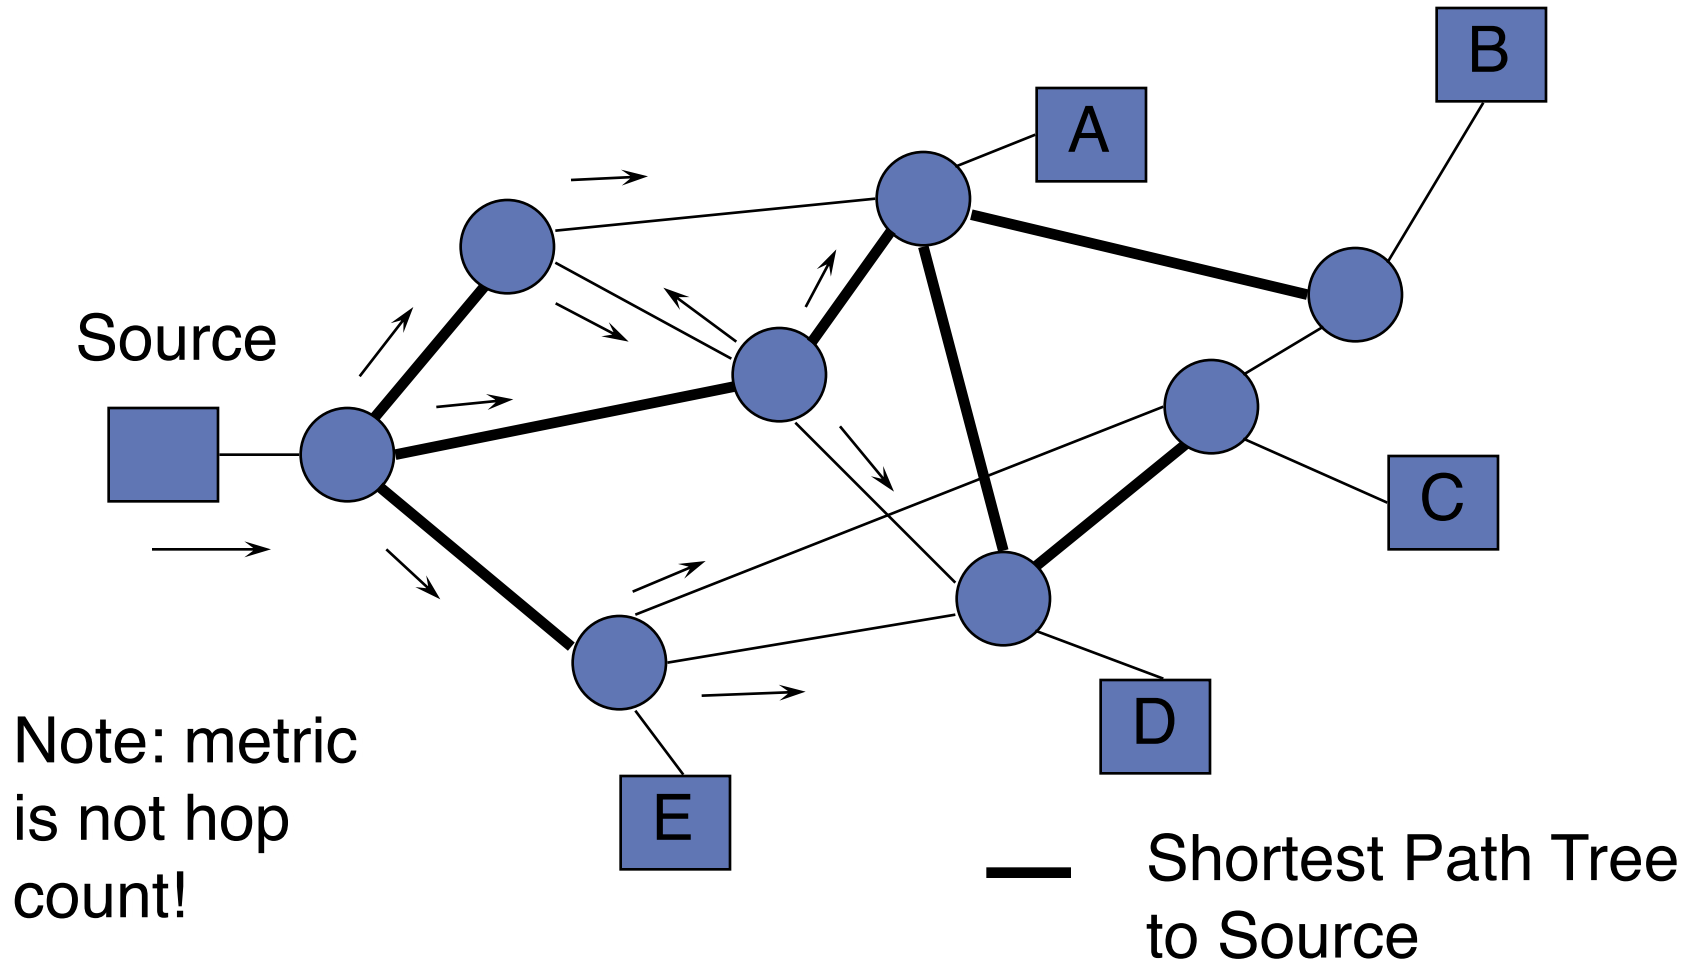 B
A
Source
C
D
E
Note: metric
is not hop
count!
Shortest Path Tree
to Source